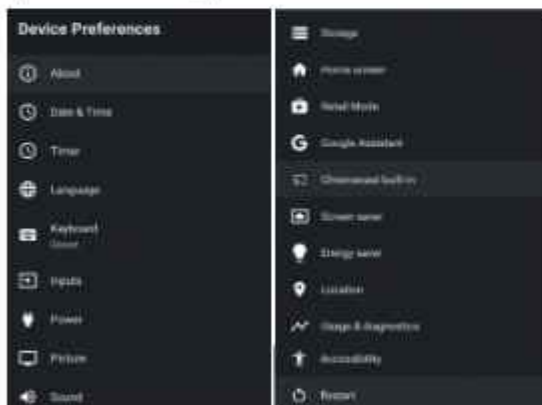 Device Preferences
About
Date & Time
Timer
Language
Keyboard
Inputs
Power
Picture
Sound
Storage
Home screen
Retail Mode
Google Assistant
Chromecast built-in
Screen saver
Energy saver
Location
Usage & diagnostics
Accessibility
Restart